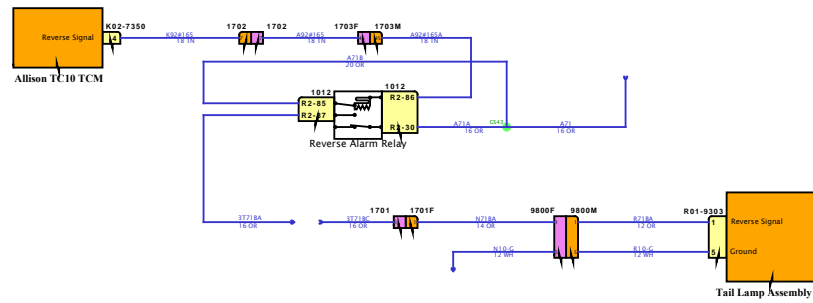 K02-7350
1702 1702
1703F 1703M
Reverse Signal
4
K92#165
18 TN
A92#165
18 TN
A92#165A
18 TN
Allison TC10 TCM
A71B
20 OR
1012
1012
R2-85
R2-86
R2-87
R2-30
GS43
A71A
16 OR
A71
16 OR
Reverse Alarm Relay
1701 1701F
9800F 9800M
R01-9303
3T71BA
16 OR
3T71BC
16 OR
N71BA
14 OR
R71BA
12 OR
1
Reverse Signal
N10-G
12 WH
R10-G
12 WH
5
Ground
Tail Lamp Assembly